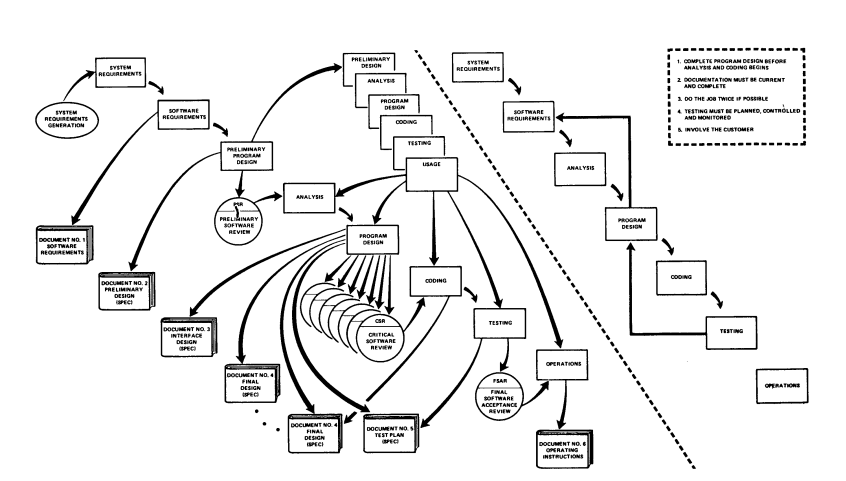 SYSTEM
REQUIREMENTS
SYSTEM
REQUIREMENTS
GENERATION
SOFTWARE
REQUIREMENTS
PRELIMINARY
PROGRAM
DESIGN
PRELIMINARY
DESIGN
ANALYSIS
PROGRAM
DESIGN
CODING
TESTING
USAGE
PSR
PRELIMINARY
SOFTWARE
REVIEW
ANALYSIS
PROGRAM
DESIGN
CODING
TESTING
OPERATIONS
CSR
CRITICAL
SOFTWARE
REVIEW
FSAR
FINAL
SOFTWARE
ACCEPTANCE
REVIEW
DOCUMENT NO. 1
SOFTWARE
REQUIREMENTS
DOCUMENT NO. 2
PRELIMINARY
DESIGN
(SPEC)
DOCUMENT NO. 3
INTERFACE
DESIGN
(SPEC)
DOCUMENT NO. 4
FINAL
DESIGN
(SPEC)
DOCUMENT NO. 4
FINAL
DESIGN
(SPEC)
DOCUMENT NO. 5
TEST PLAN
(SPEC)
DOCUMENT NO. 6
OPERATING
INSTRUCTIONS
SYSTEM
REQUIREMENTS
SOFTWARE
REQUIREMENTS
ANALYSIS
PROGRAM
DESIGN
CODING
TESTING
OPERATIONS
1. COMPLETE PROGRAM DESIGN BEFORE
ANALYSIS AND CODING BEGINS
2. DOCUMENTATION MUST BE CURRENT
AND COMPLETE
3. DO THE JOB TWICE IF POSSIBLE
4. TESTING MUST BE PLANNED, CONTROLLED
AND MONITORED
5. INVOLVE THE CUSTOMER